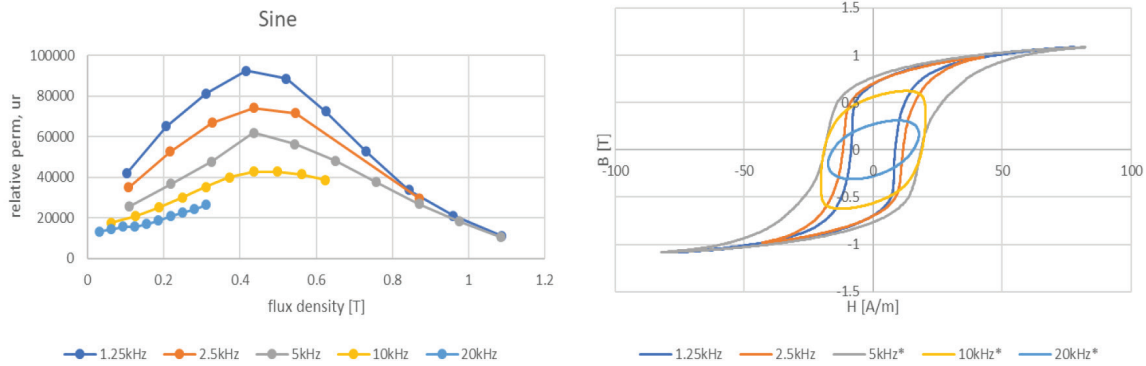 Sine
relative perm, ur
100000
80000
60000
40000
20000
0
0 0.2 0.4 0.6 0.8 1 1.2
flux density [T]
1.25kHz 2.5kHz 5kHz 10kHz 20kHz
B [T]
1.5
1
0.5
0
-0.5
-1
-1.5
-100 -50 0 50 100
H [A/m]
1.25kHz 2.5kHz 5kHz* 10kHz* 20kHz*